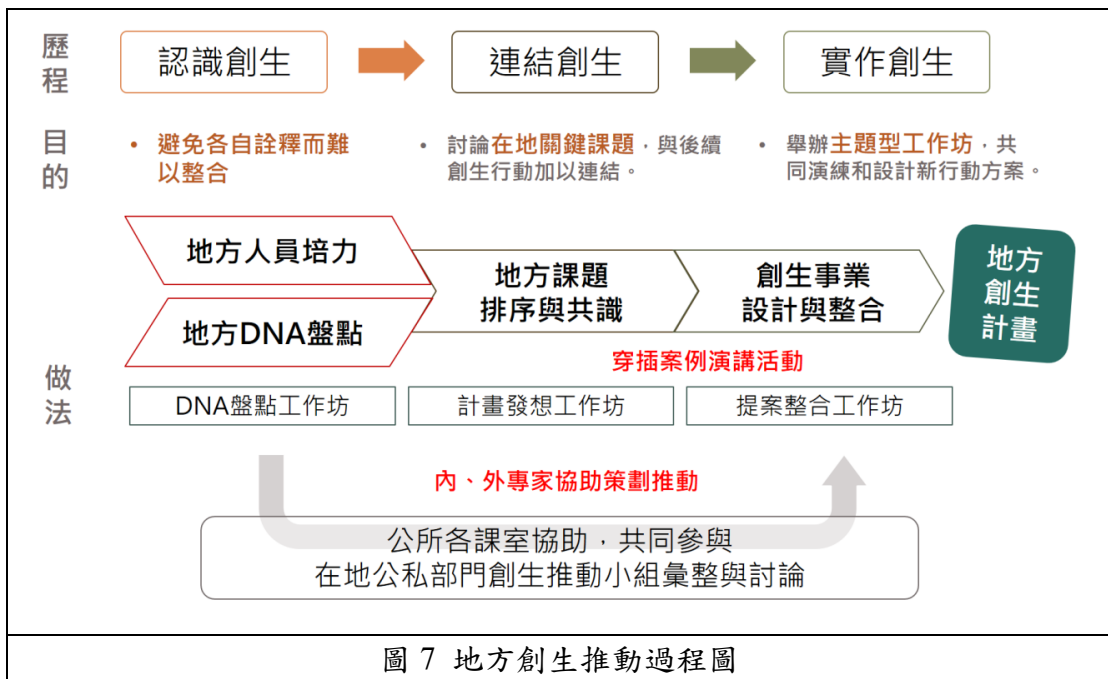 歷程
認識創生
連結創生
實作創生
目的
• 避免各自詮釋而難
以整合
• 討論在地關鍵課題，與後續
創生行動加以連結。
• 舉辦主題型工作坊，共
同演練和設計新行動方案。
做法
地方人員培力
地方DNA盤點
地方課題
排序與共識
創生事業
設計與整合
地方
創生
計畫
穿插案例演講活動
DNA盤點工作坊
計畫發想工作坊
提案整合工作坊
內、外專家協助策劃推動
公所各課室協助，共同參與
在地公私部門創生推動小組彙整與討論
圖 7 地方創生推動過程圖